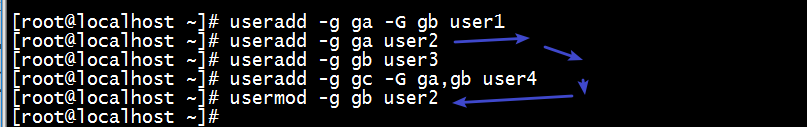 [root@localhost ~]# useradd -g ga -G gb user1
[root@localhost ~]# useradd -g ga user2
[root@localhost ~]# useradd -g gb user3
[root@localhost ~]# useradd -g gc -G ga,gb user4
[root@localhost ~]# usermod -g gb user2
[root@localhost ~]#